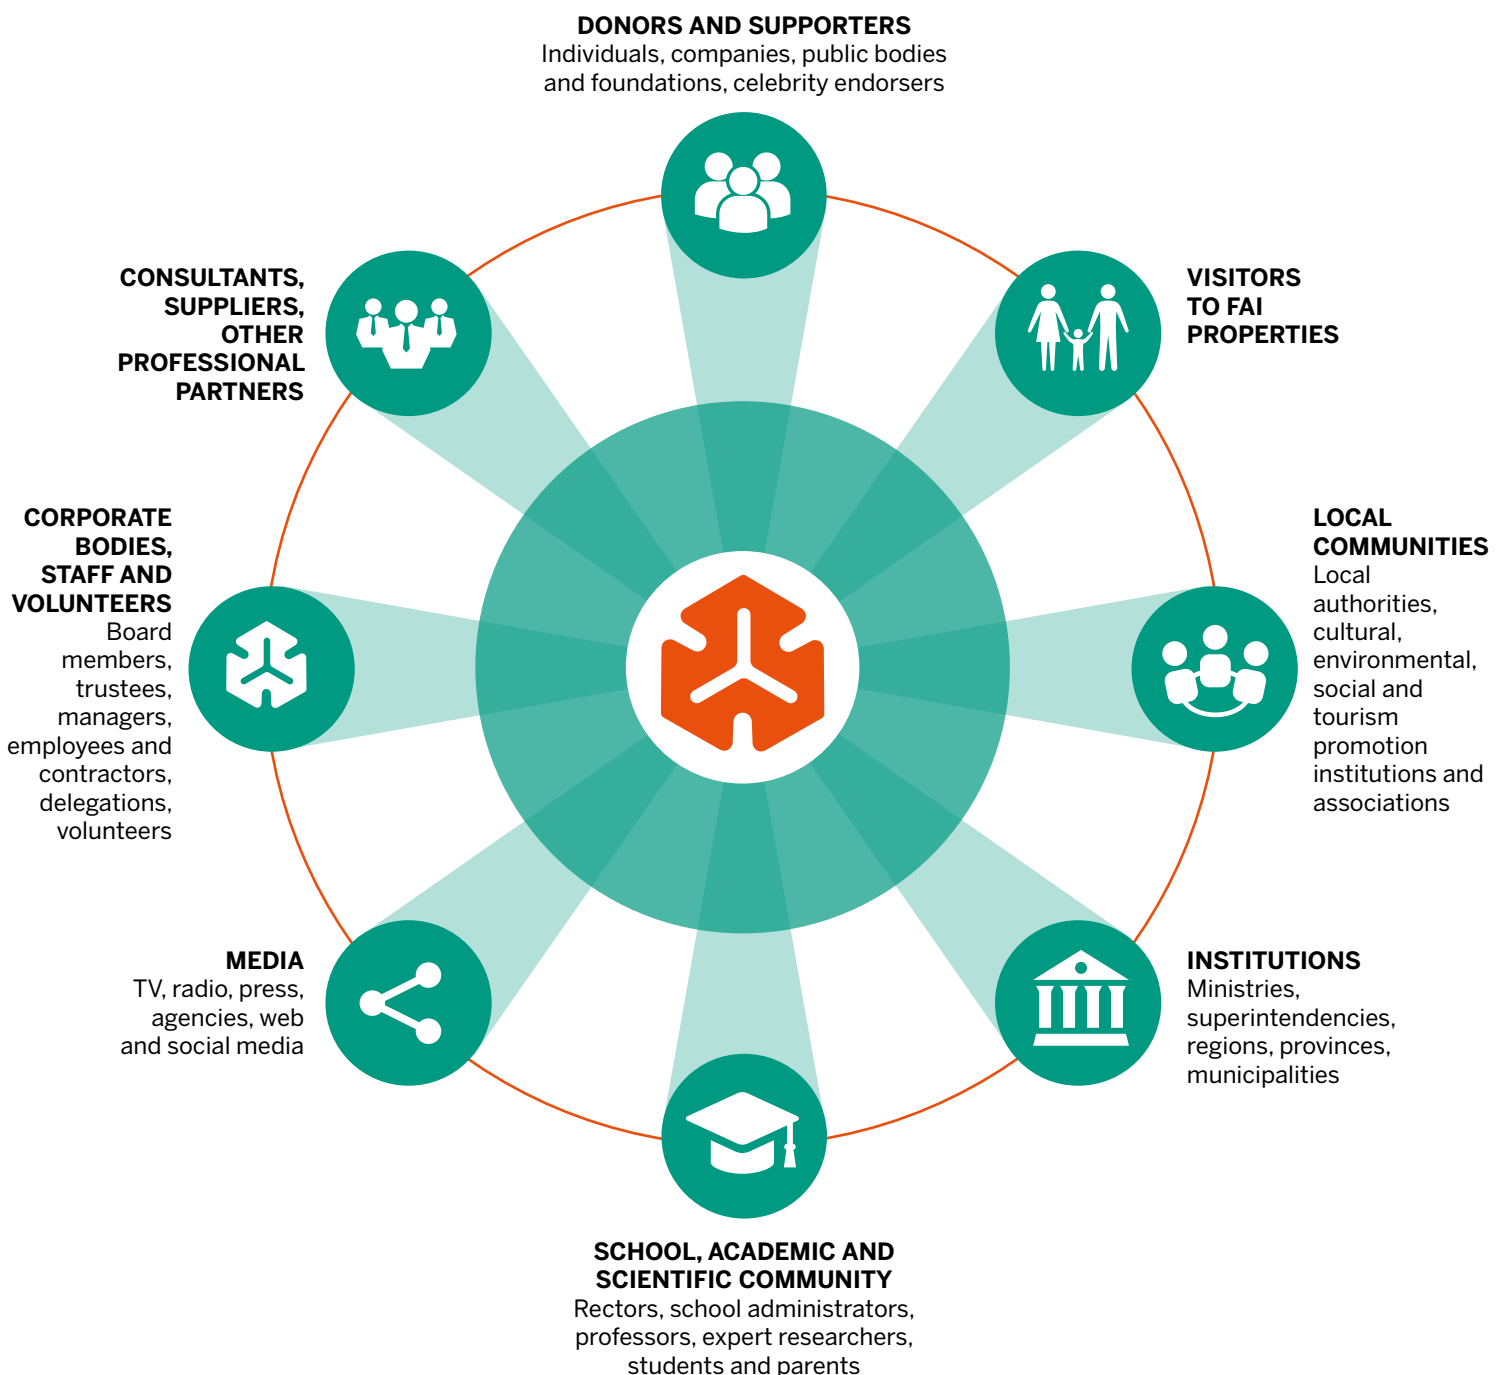 DONORS AND SUPPORTERS
Individuals, companies, public bodies
and foundations, celebrity endorsers
VISITORS
TO FAI
PROPERTIES
LOCAL
COMMUNITIES
Local
authorities,
cultural,
environmental,
social and
tourism
promotion
institutions and
associations
INSTITUTIONS
Ministries,
superintendencies,
regions, provinces,
municipalities
SCHOOL, ACADEMIC AND
SCIENTIFIC COMMUNITY
Rectors, school administrators,
professors, expert researchers,
students and parents
MEDIA
TV, radio, press,
agencies, web
and social media
CORPORATE
BODIES,
STAFF AND
VOLUNTEERS
Board
members,
trustees,
managers,
employees and
contractors,
delegations,
volunteers
CONSULTANTS,
SUPPLIERS,
OTHER
PROFESSIONAL
PARTNERS